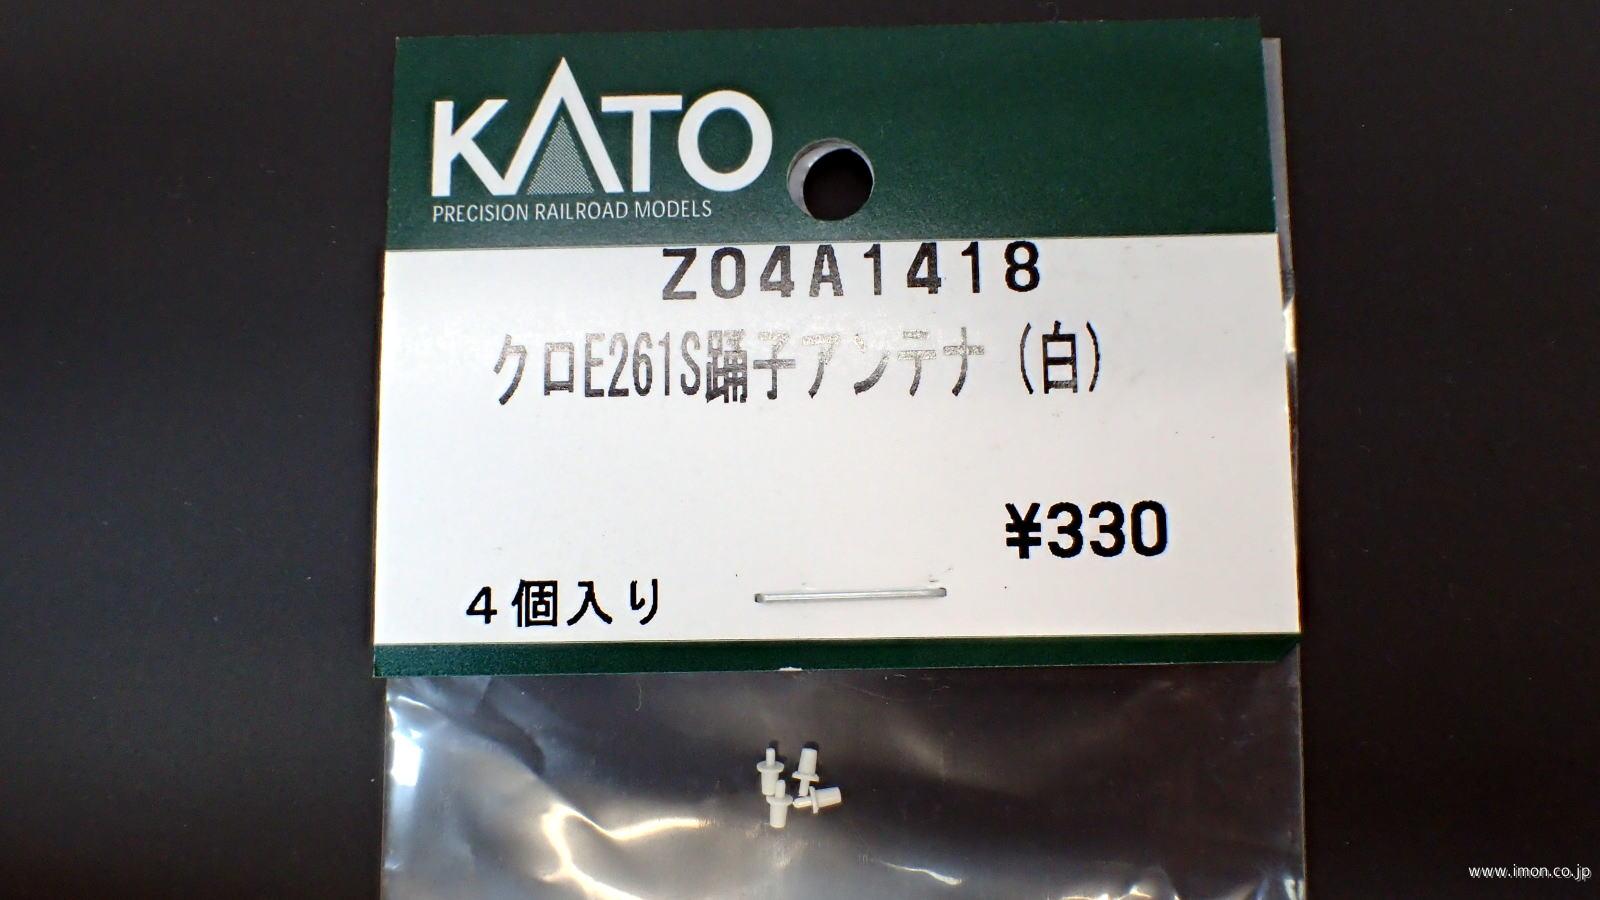 KATO
PRECISION RAILROAD MODELS
Z04A1418
クロE261S踊子アンテナ（白）
¥330
４個入り
www.imon.co.jp